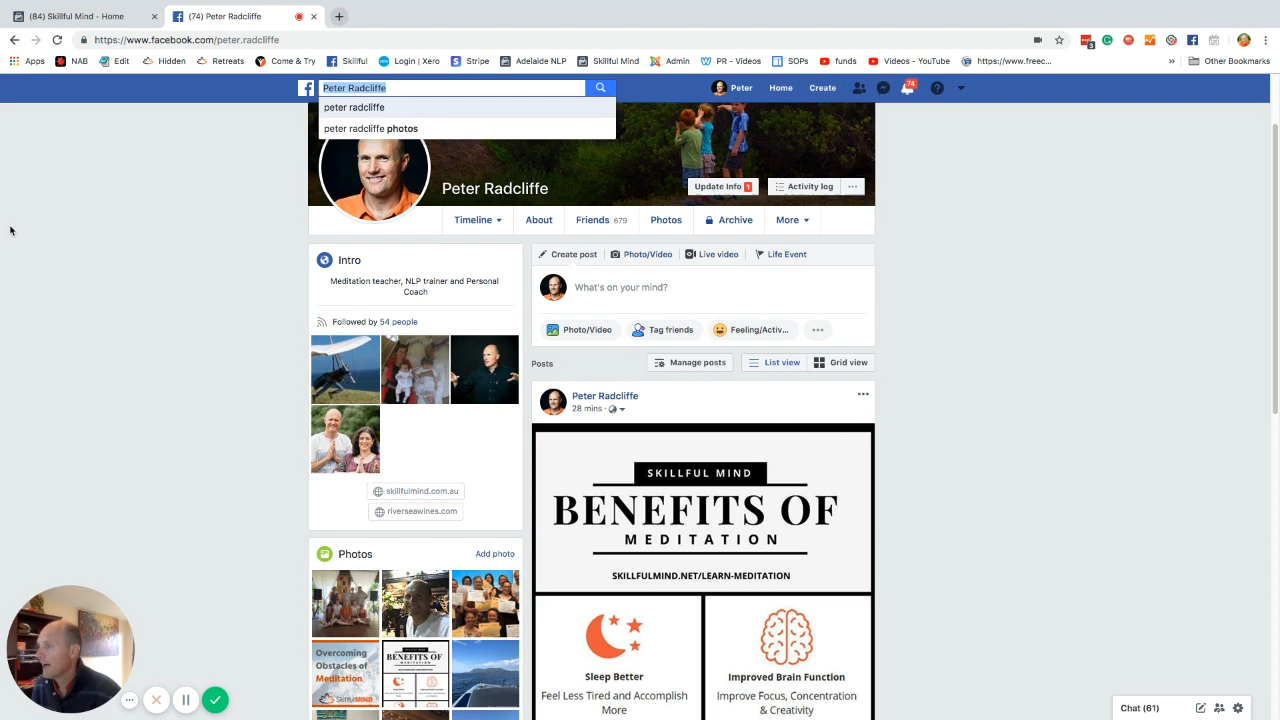 (84) Skillful Mind - Home
(74) Peter Radcliffe
https://www.facebook.com/peter.radcliffe
3
Apps NAB Edit Hidden Retreats Come & Try Skillful Login | Xero Stripe Adelaide NLP Skillful Mind Admin PR - Videos SOPs funds Videos - YouTube https://www.freec... » Other Bookmarks
Peter Radcliffe
Peter Home Create 74
peter radcliffe
peter radcliffe photos
Peter Radcliffe
Update Info 1 Activity log
Timeline About Friends 679 Photos Archive More
Intro
Meditation teacher, NLP trainer and Personal
Coach
Followed by 54 people
skillfulmind.com.au
riverseawines.com
Photos Add photo
Overcoming
Obstacles of
Meditation
SkillfulMIND
BENEFITS OF
MEDITATION
Create post Photo/Video Live video Life Event
What's on your mind?
Photo/Video Tag friends Feeling/Activ...
Posts Manage posts List view Grid view
Peter Radcliffe
28 mins ·
SKILLFUL MIND
BENEFITS OF
MEDITATION
SKILLFULMIND.NET/LEARN-MEDITATION
Sleep Better
Feel Less Tired and Accomplish
More
Improved Brain Function
Improve Focus, Concentration
& Creativity
Chat (61)